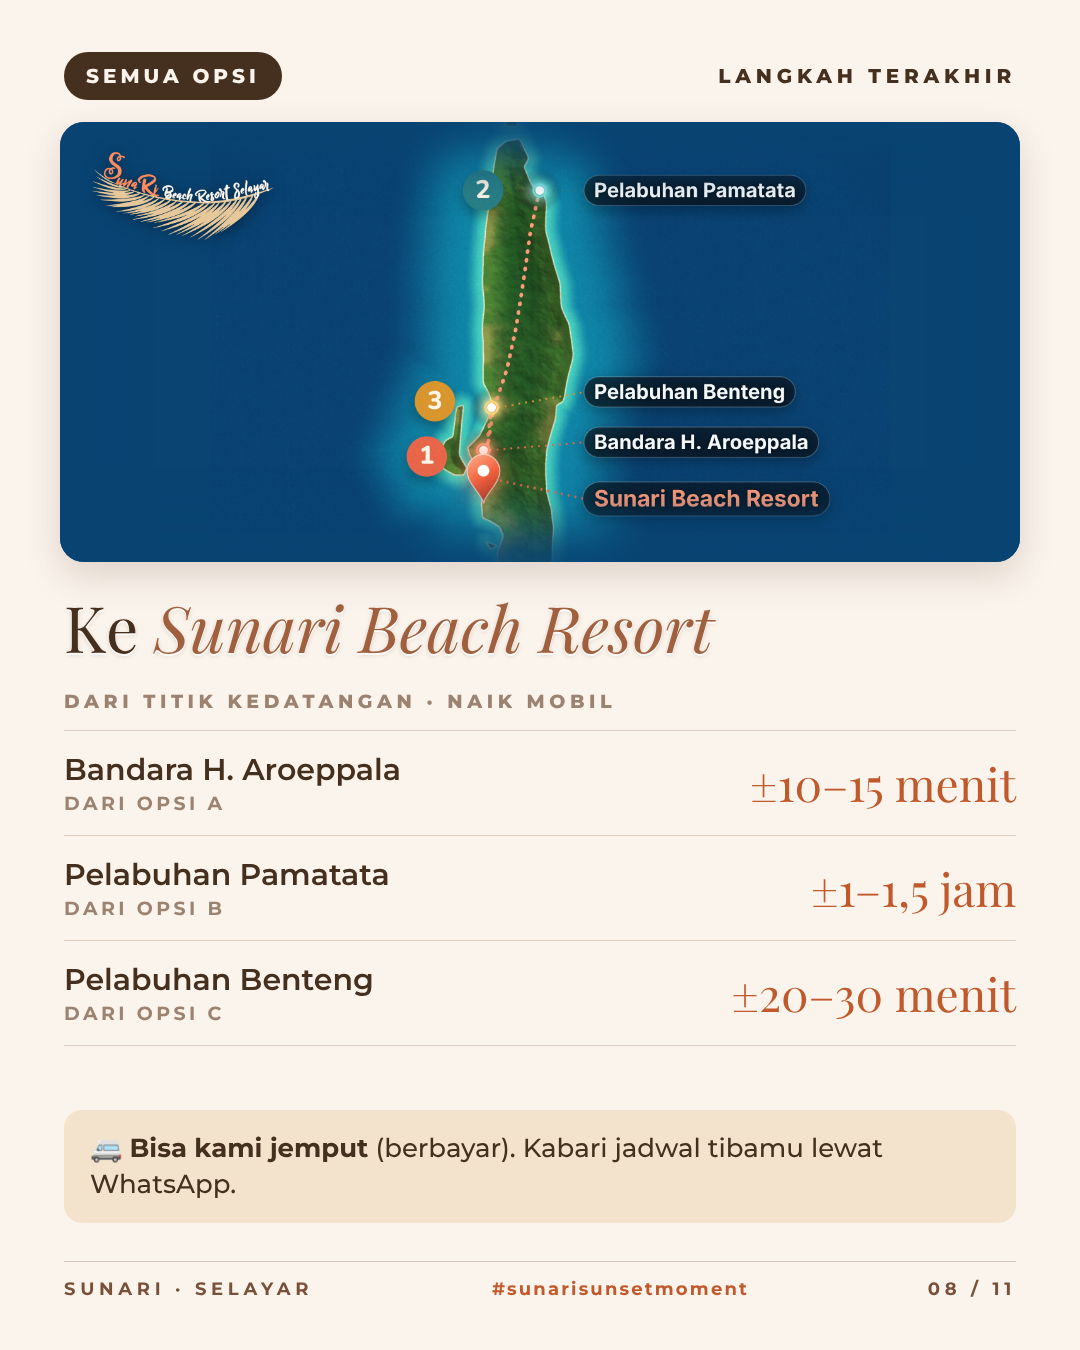 SEMUA OPSI
LANGKAH TERAKHIR
SunaRi Beach Resort Selayar
2
Pelabuhan Pamatata
3
Pelabuhan Benteng
1
Bandara H. Aroeppala
Sunari Beach Resort
Ke Sunari Beach Resort
DARI TITIK KEDATANGAN · NAIK MOBIL
Bandara H. Aroeppala
DARI OPSI A
±10–15 menit
Pelabuhan Pamatata
DARI OPSI B
±1–1,5 jam
Pelabuhan Benteng
DARI OPSI C
±20–30 menit
🚐 Bisa kami jemput (berbayar). Kabari jadwal tibamu lewat
WhatsApp.
SUNARI · SELAYAR
#sunarisunsetmoment
08 / 11